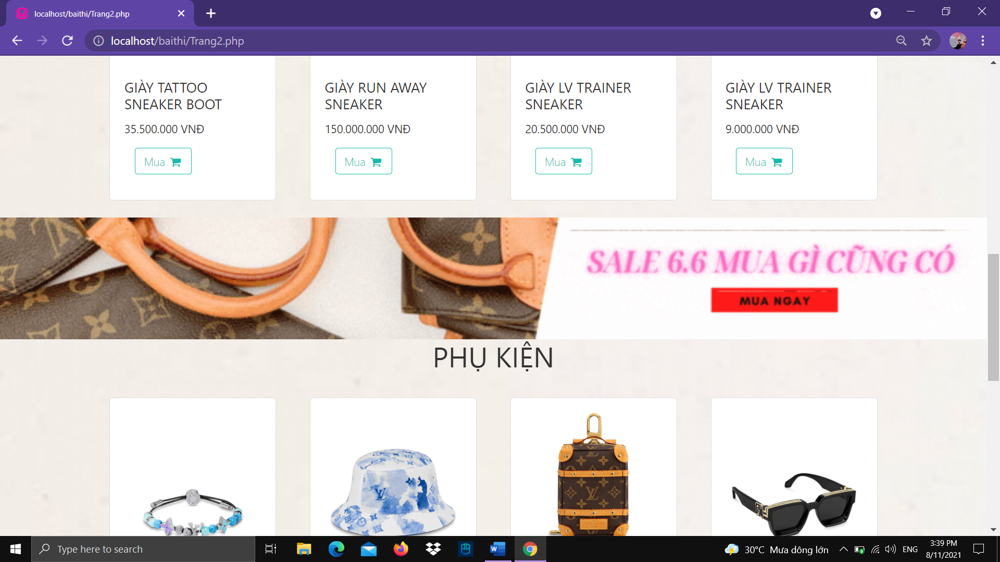 localhost/baithi/Trang2.php
localhost/baithi/Trang2.php
GIÀY TATTOO
SNEAKER BOOT
35.500.000 VNĐ
Mua
GIÀY RUN AWAY
SNEAKER
150.000.000 VNĐ
Mua
GIÀY LV TRAINER
SNEAKER
20.500.000 VNĐ
Mua
GIÀY LV TRAINER
SNEAKER
9.000.000 VNĐ
Mua
SALE 6.6 MUA GÌ CŨNG CÓ
MUA NGAY
PHỤ KIỆN
Type here to search
30°C Mưa dông lớn
ENG
3:39 PM
8/11/2021